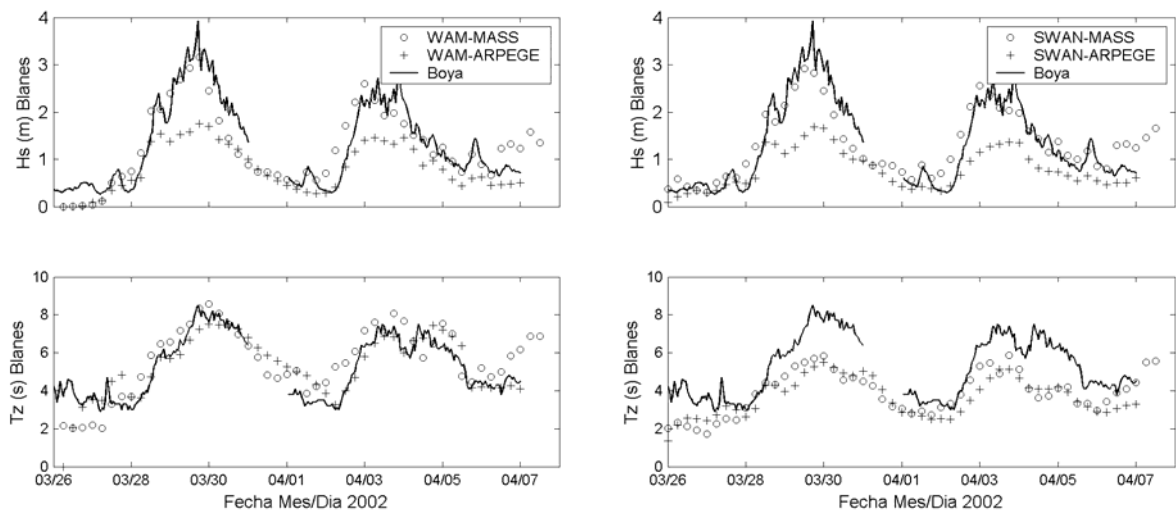 4
3
2
1
0
Hs (m) Blanes
WAM-MASS
WAM-ARPEGE
Boya
4
3
2
1
0
Hs (m) Blanes
SWAN-MASS
SWAN-ARPEGE
Boya
10
8
6
4
2
0
Tz (s) Blanes
03/26 03/28 03/30 04/01 04/03 04/05 04/07
Fecha Mes/Dia 2002
10
8
6
4
2
0
Tz (s) Blanes
03/26 03/28 03/30 04/01 04/03 04/05 04/07
Fecha Mes/Dia 2002